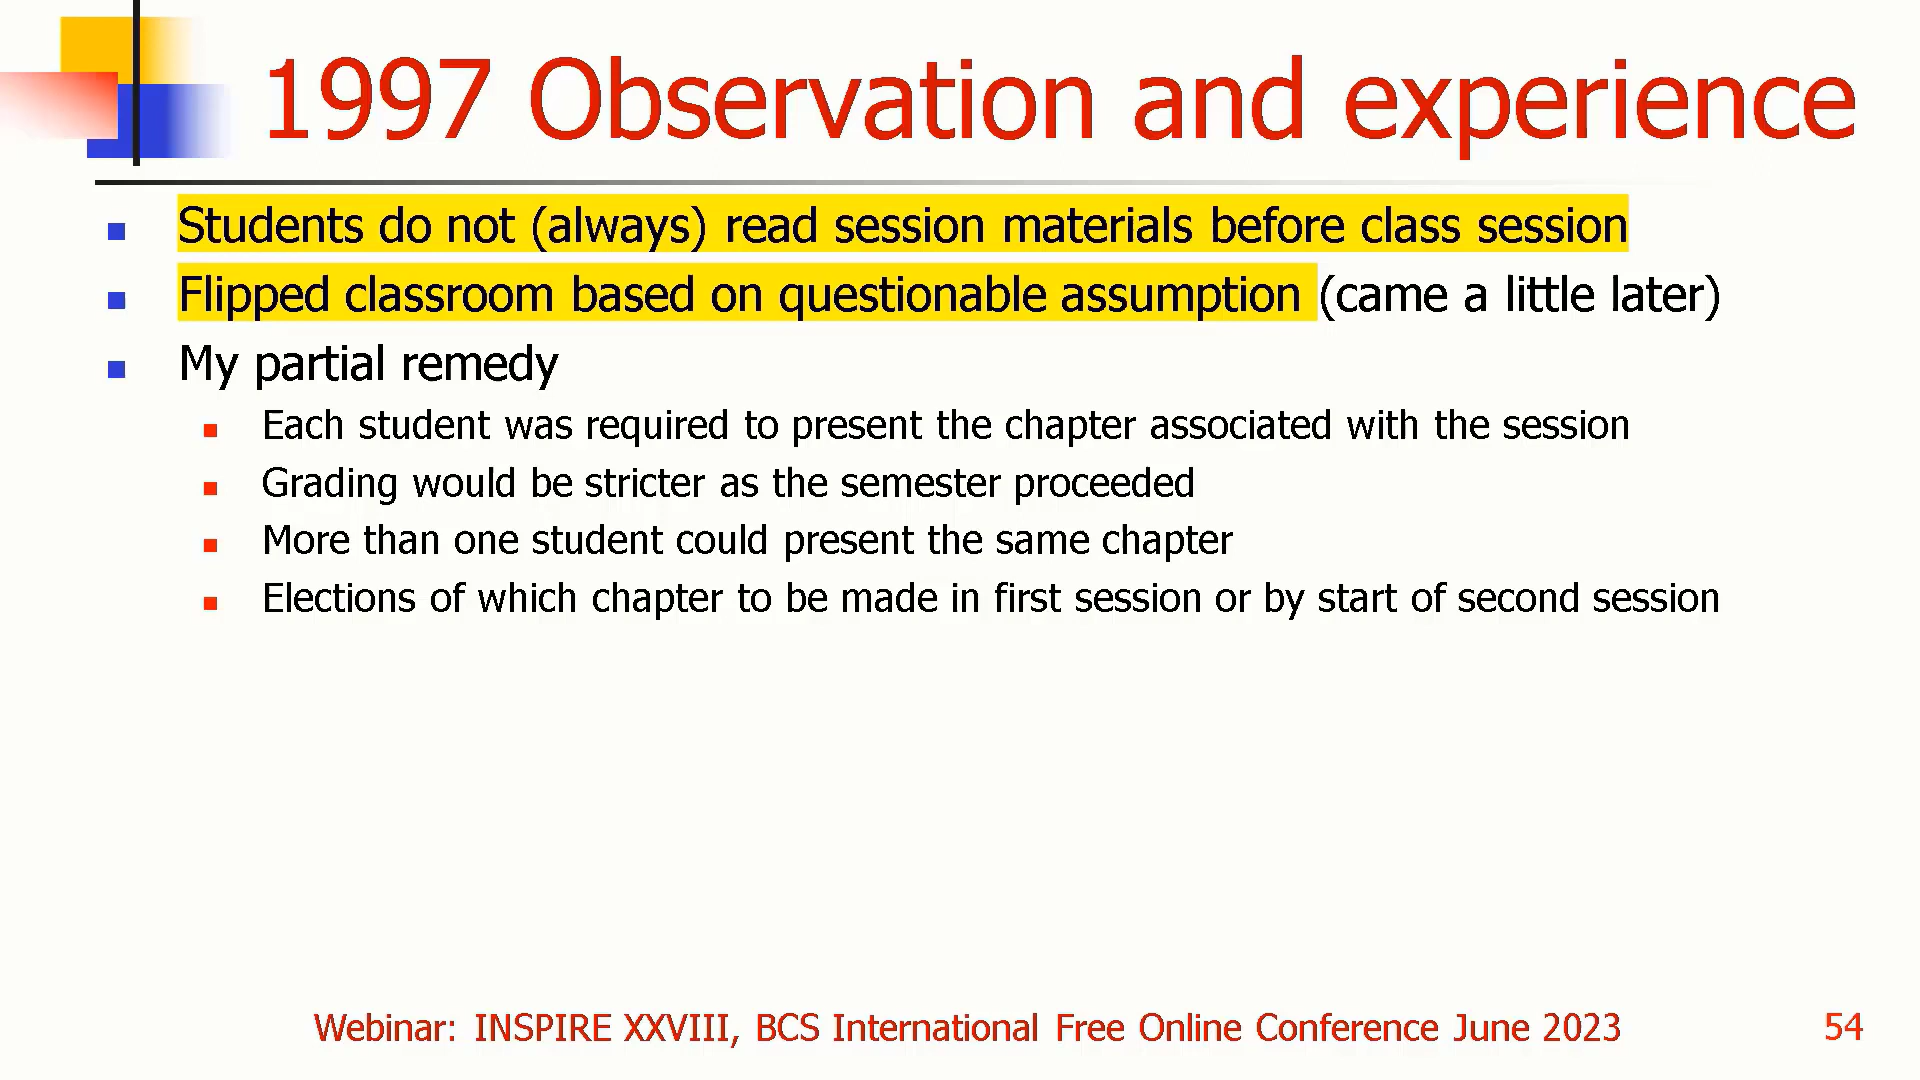 1997 Observation and experience
Students do not (always) read session materials before class session
Flipped classroom based on questionable assumption (came a little later)
My partial remedy
Each student was required to present the chapter associated with the session
Grading would be stricter as the semester proceeded
More than one student could present the same chapter
Elections of which chapter to be made in first session or by start of second session
Webinar: INSPIRE XXVIII, BCS International Free Online Conference June 2023
54